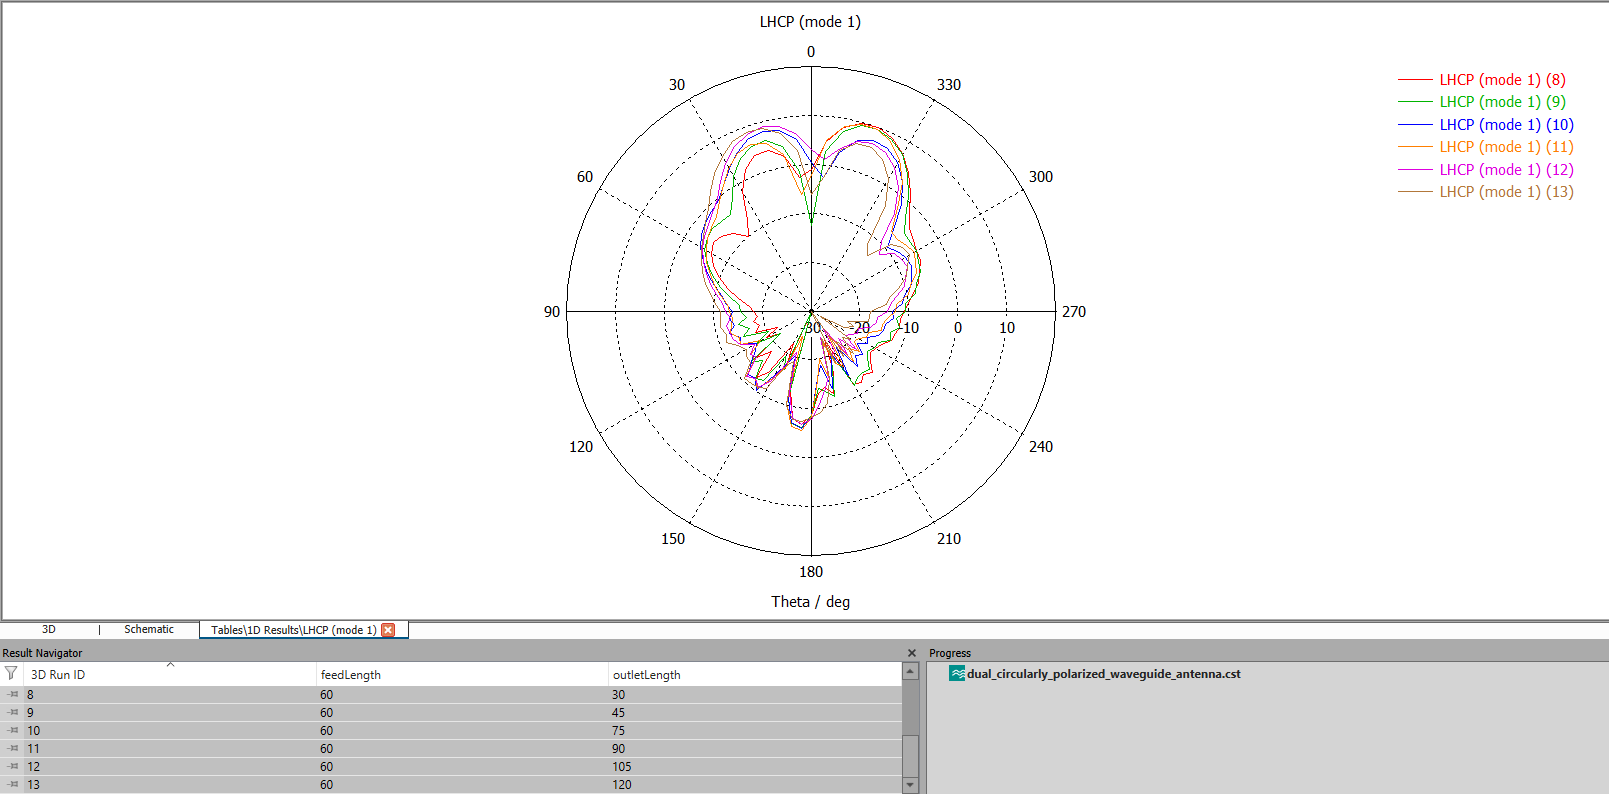 LHCP (mode 1)
0
30
330
60
300
90
270
-30
-20
-10
0
10
120
240
150
210
180
Theta / deg
LHCP (mode 1) (8)
LHCP (mode 1) (9)
LHCP (mode 1) (10)
LHCP (mode 1) (11)
LHCP (mode 1) (12)
LHCP (mode 1) (13)
3D | Schematic Tables\1D Results\LHCP (mode 1)
Result Navigator
3D Run ID feedLength outletLength
8 60 30
9 60 45
10 60 75
11 60 90
12 60 105
13 60 120
Progress
dual_circularly_polarized_waveguide_antenna.cst